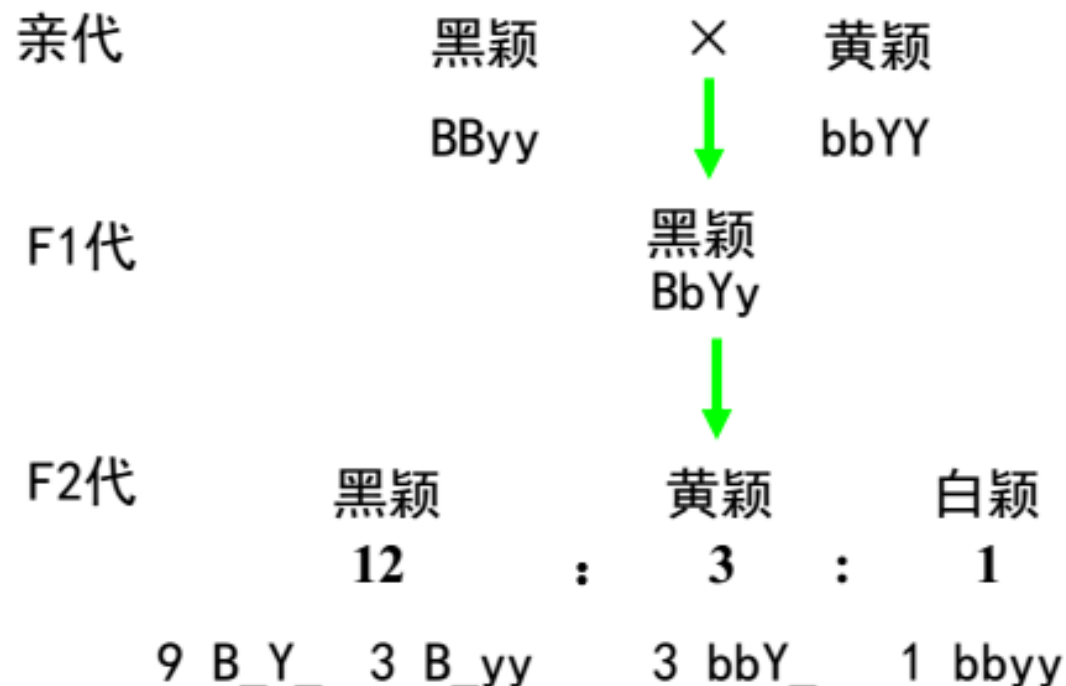 亲代 黑颖 × 黄颖
BByy bbYY
F1代 黑颖
BbYy
F2代 黑颖 黄颖 白颖
12 : 3 : 1
9 B_Y_ 3 B_yy 3 bbY_ 1 bbyy